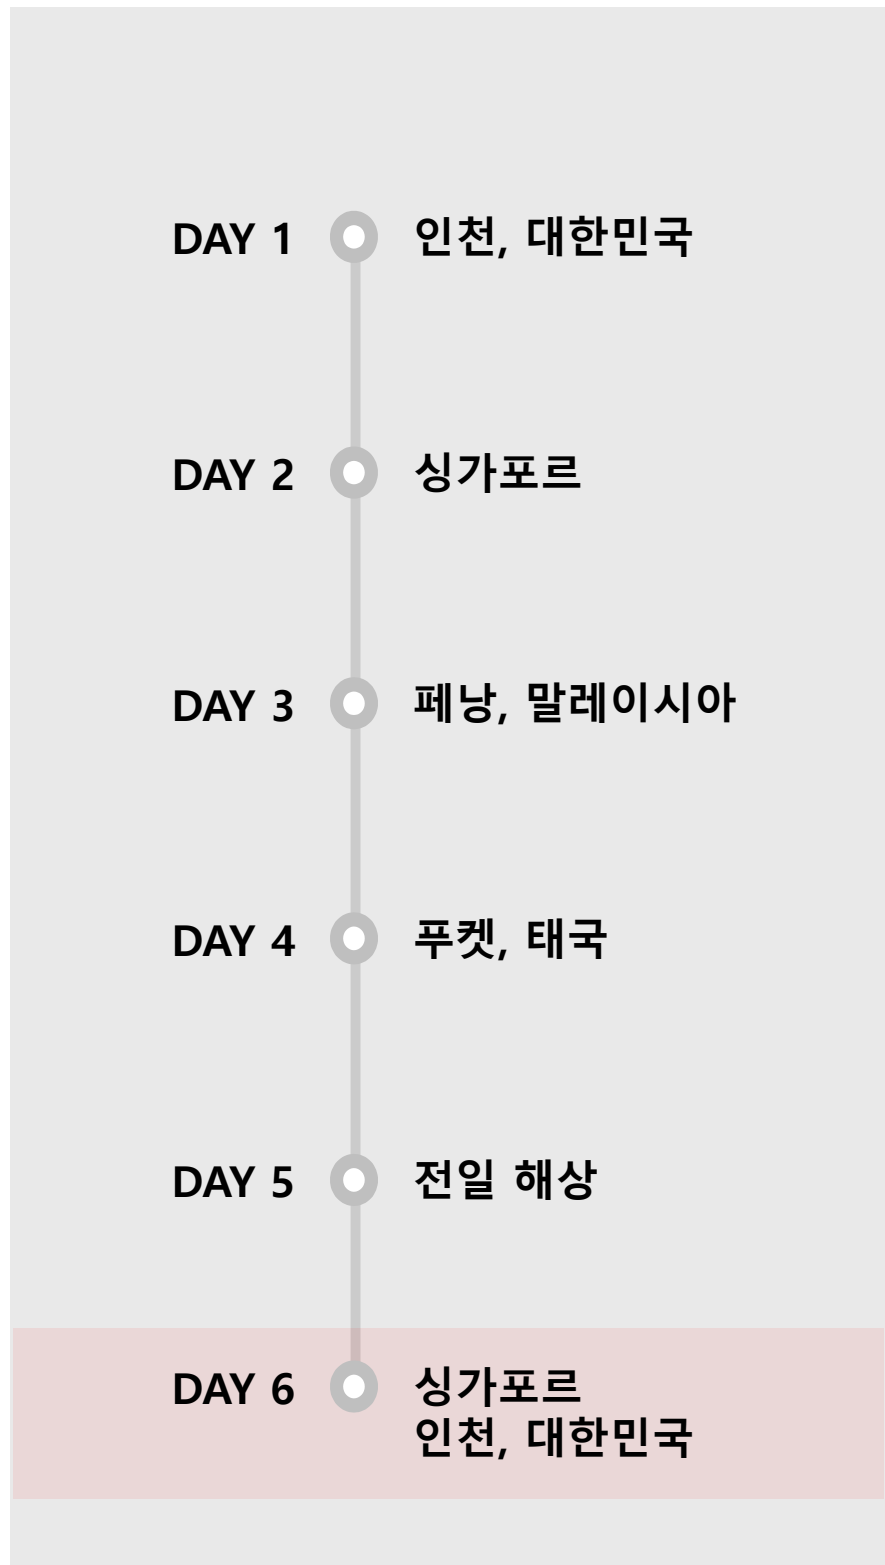 DAY 1 인천, 대한민국
DAY 2 싱가포르
DAY 3 페낭, 말레이시아
DAY 4 푸켓, 태국
DAY 5 전일 해상
DAY 6 싱가포르
인천, 대한민국